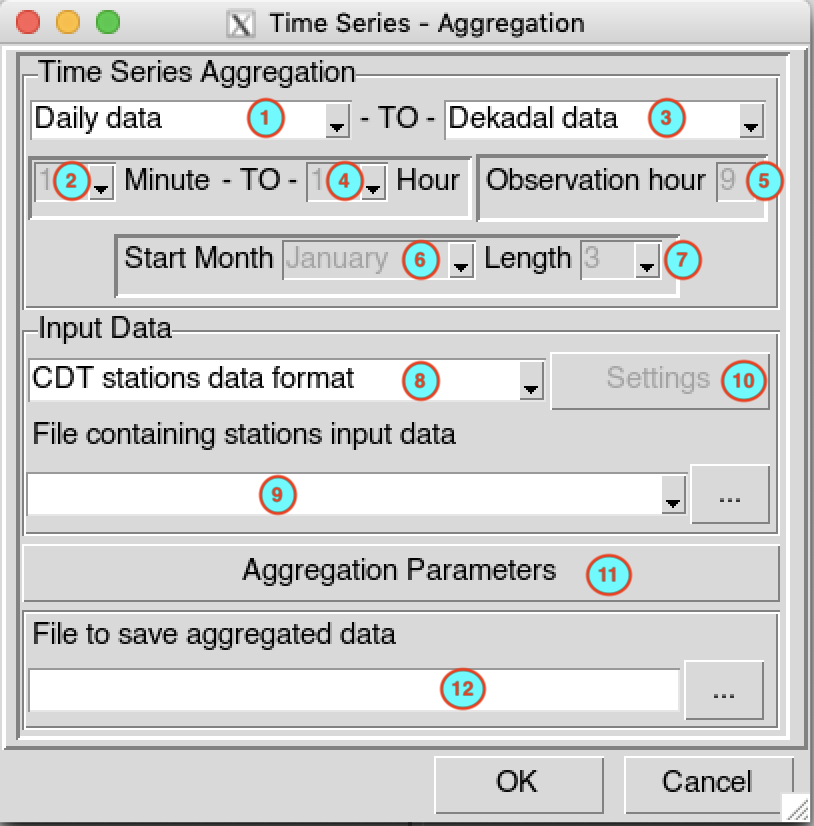 Time Series - Aggregation
Time Series Aggregation
Daily data 1 - TO - Dekadal data 3
1 2 Minute - TO - 1 4 Hour Observation hour 9 5
Start Month January 6 Length 3 7
Input Data
CDT stations data format 8 Settings 10
File containing stations input data
9 ...
Aggregation Parameters 11
File to save aggregated data
12 ...
OK Cancel